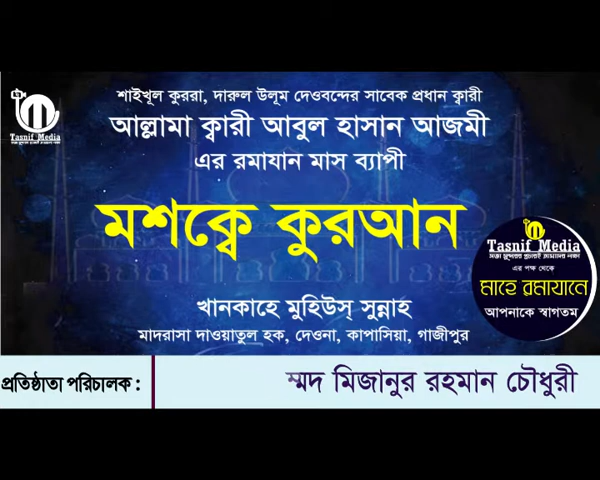 শাইখুল কুররা, দারুল উলূম দেওবন্দের সাবেক প্রধান ক্বারী
আল্লামা ক্বারী আবুল হাসান আজমী
এর রমাযান মাস ব্যাপী
মশক্বে কুরআন
খানকাহে মুহিউস্ সুন্নাহ
মাদরাসা দাওয়াতুল হক, দেওনা, কাপাসিয়া, গাজীপুর
Tasnif Media
Tasnif Media
এর পক্ষ থেকে
মাহে রমাযানে
আপনাকে স্বাগতম
প্রতিষ্ঠাতা পরিচালক :
ম্মদ মিজানুর রহমান চৌধুরী